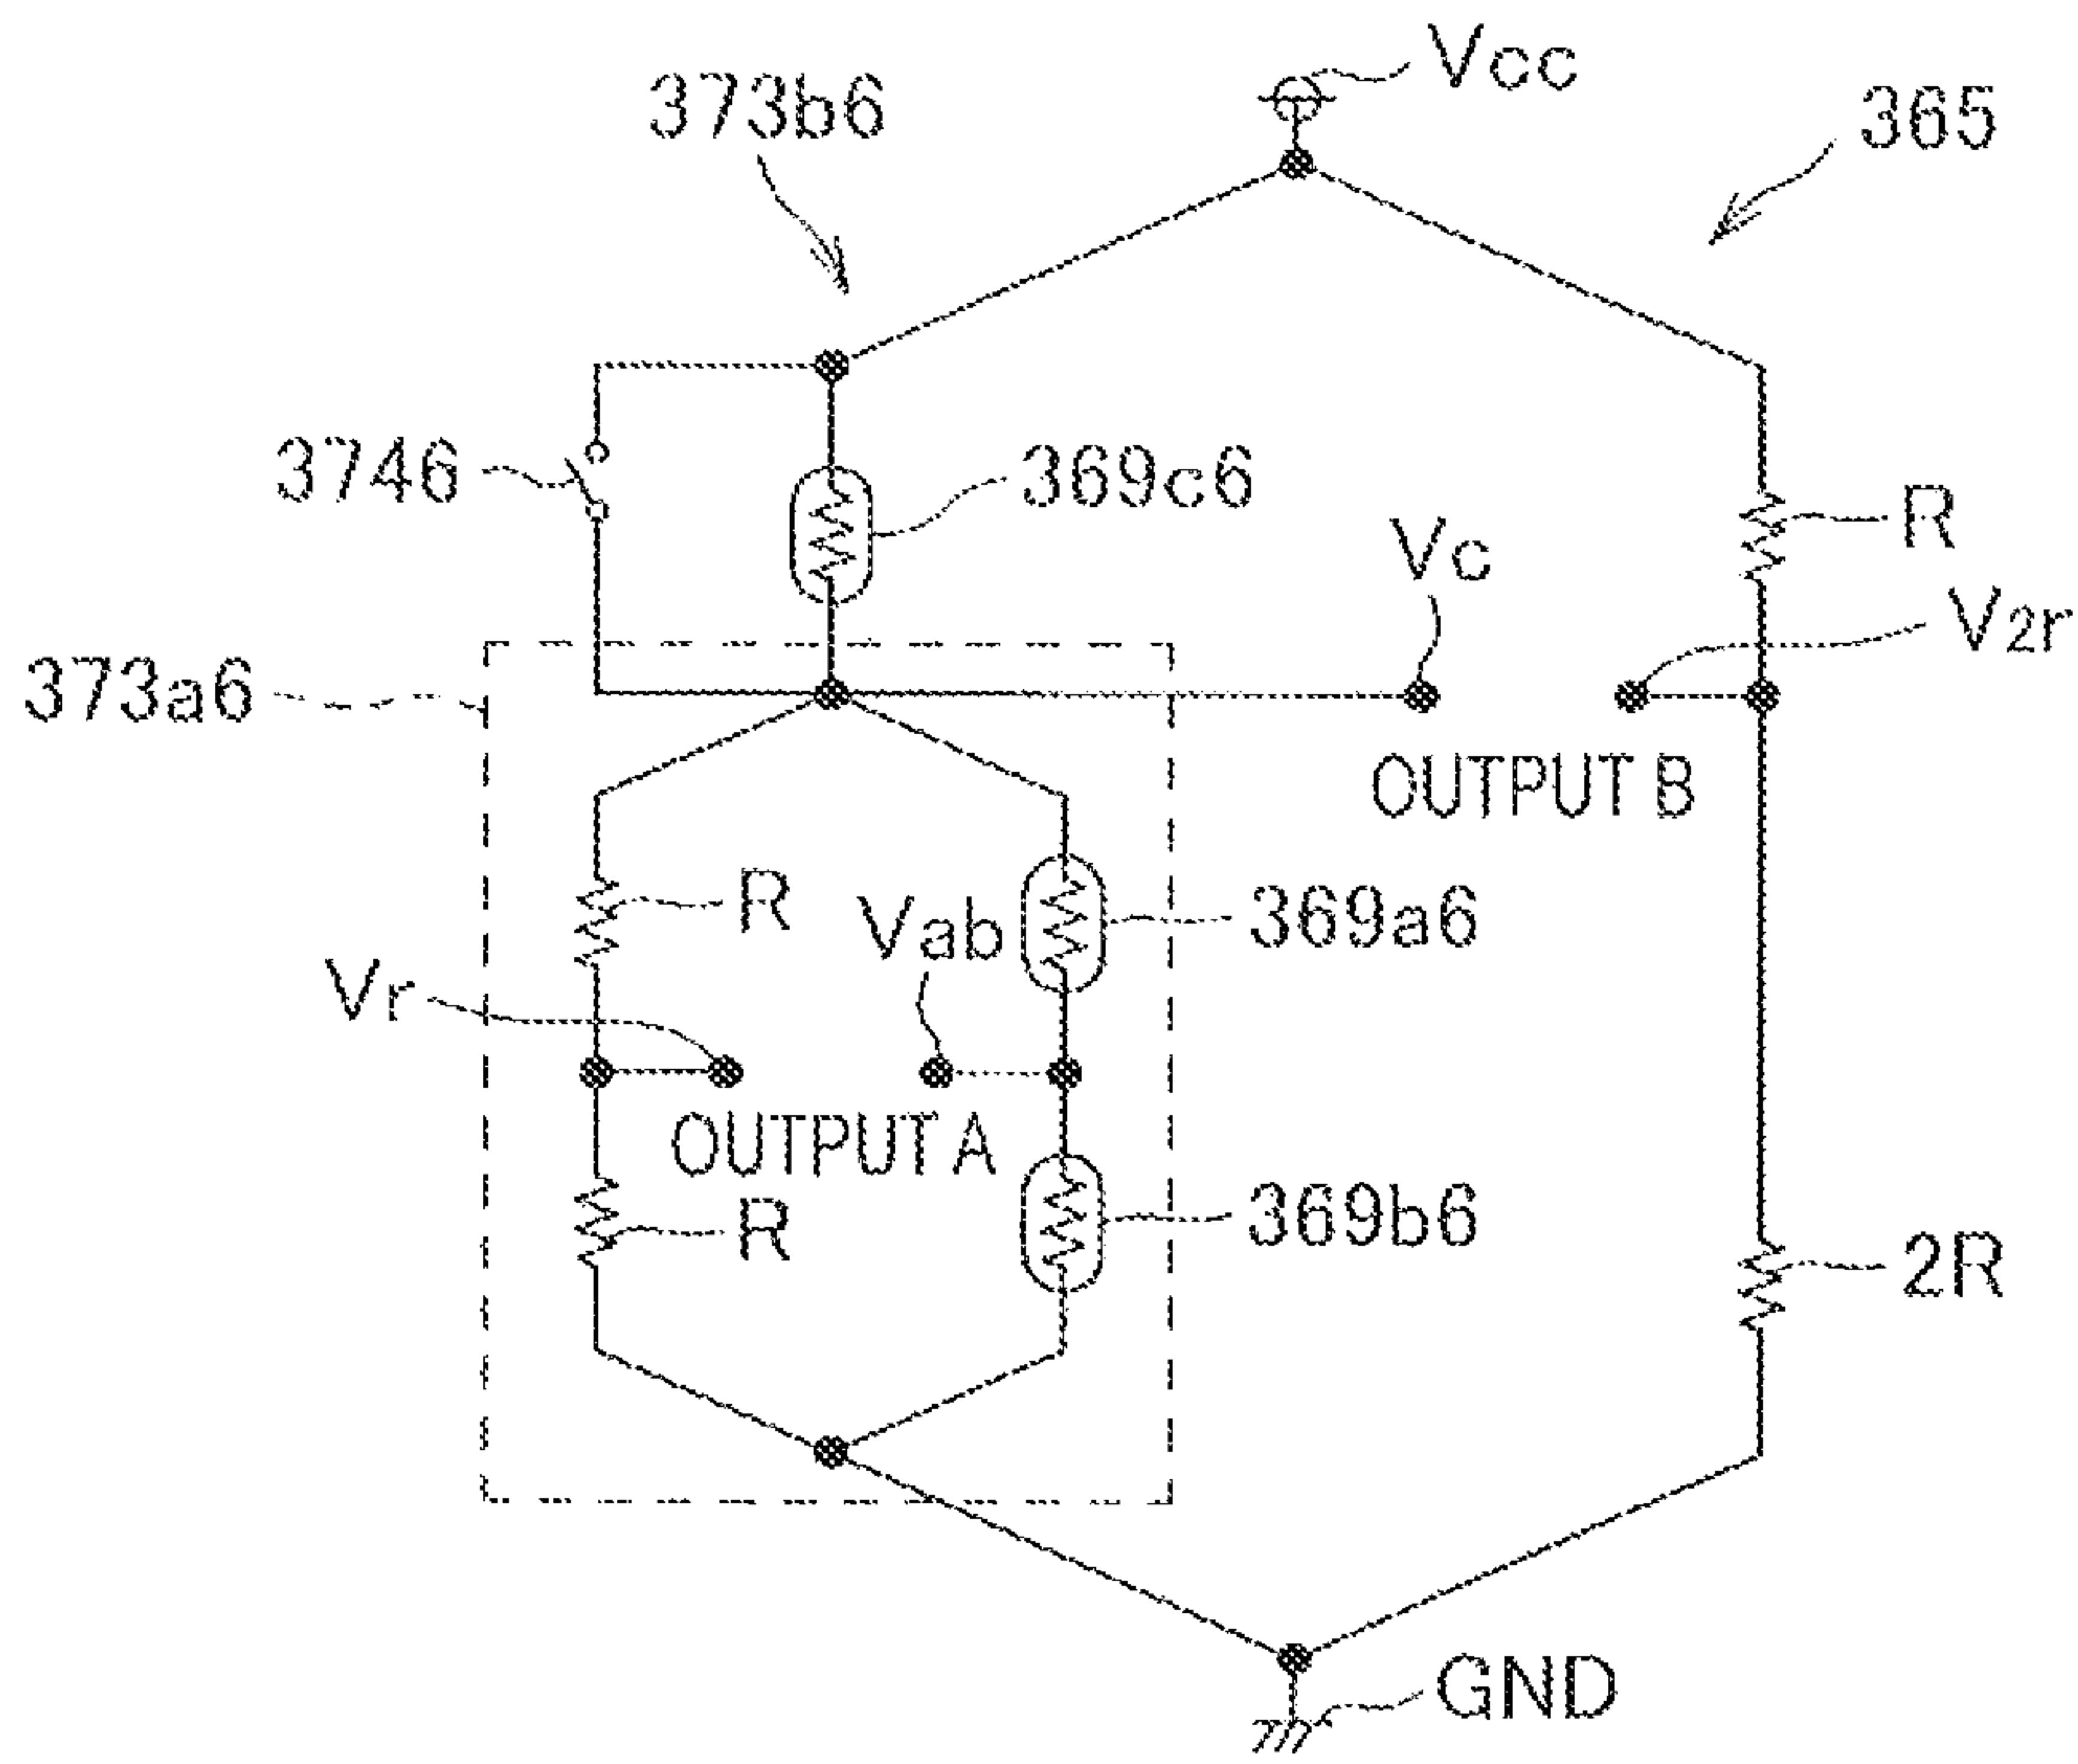 Vcc
373b6
365
3746
369c6
R
Vc
V2r
373a6
OUTPUT B
R
Vab
369a6
Vr
OUTPUT A
R
369b6
2R
GND